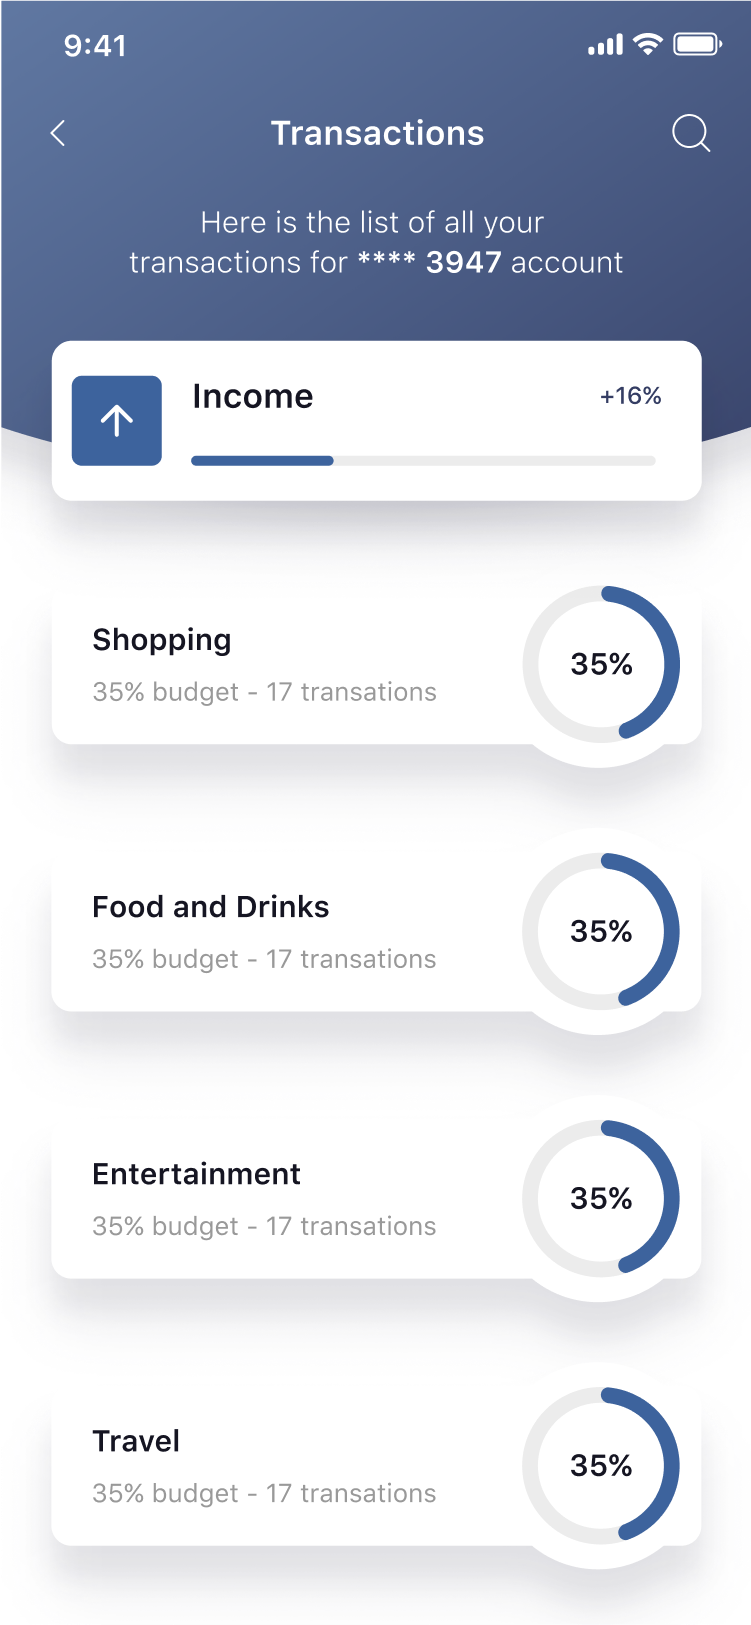 9:41
Transactions
Here is the list of all your
transactions for **** 3947 account
Income
+16%
Shopping
35% budget - 17 transations
35%
Food and Drinks
35% budget - 17 transations
35%
Entertainment
35% budget - 17 transations
35%
Travel
35% budget - 17 transations
35%